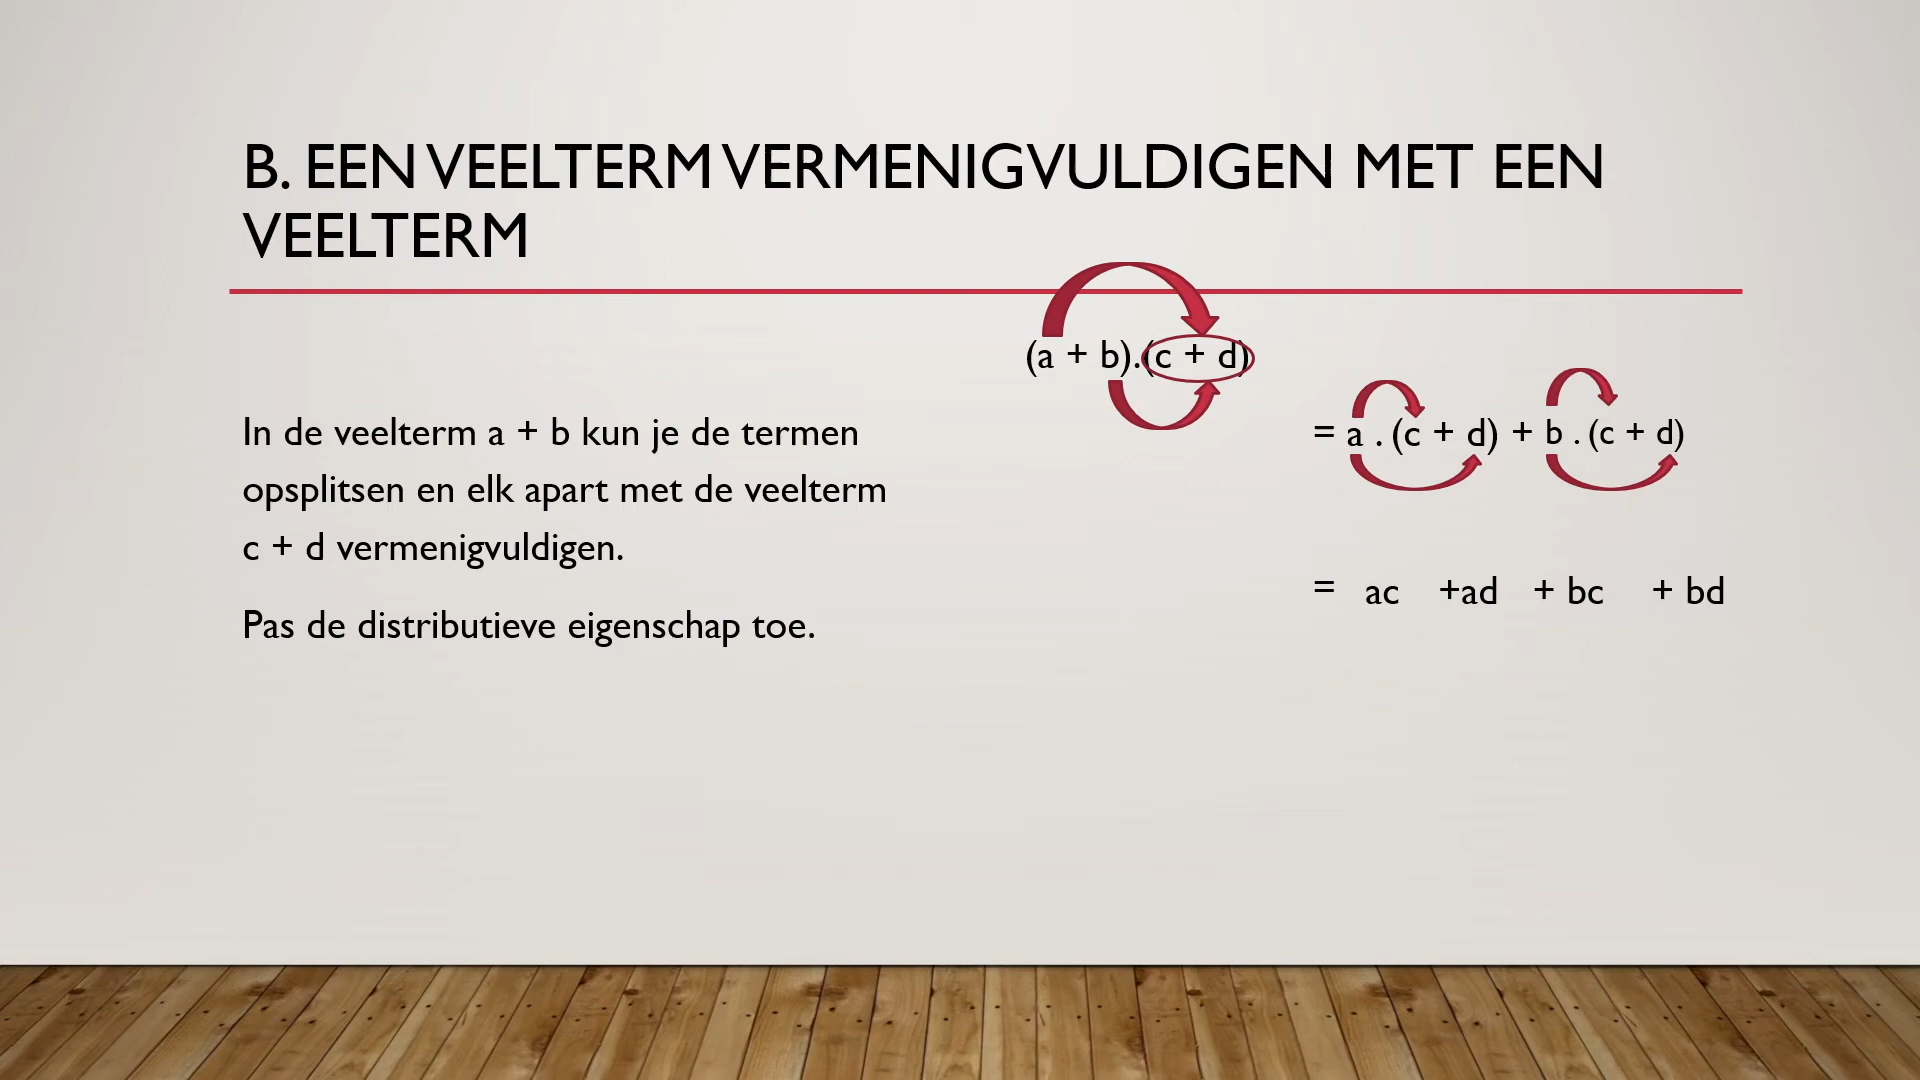 B. EEN VEELTERM VERMENIGVULDIGEN MET EEN
VEELTERM
(a + b).(c + d)
In de veelterm a + b kun je de termen
opsplitsen en elk apart met de veelterm
c + d vermenigvuldigen.
Pas de distributieve eigenschap toe.
= a . (c + d) + b . (c + d)
= ac +ad + bc + bd